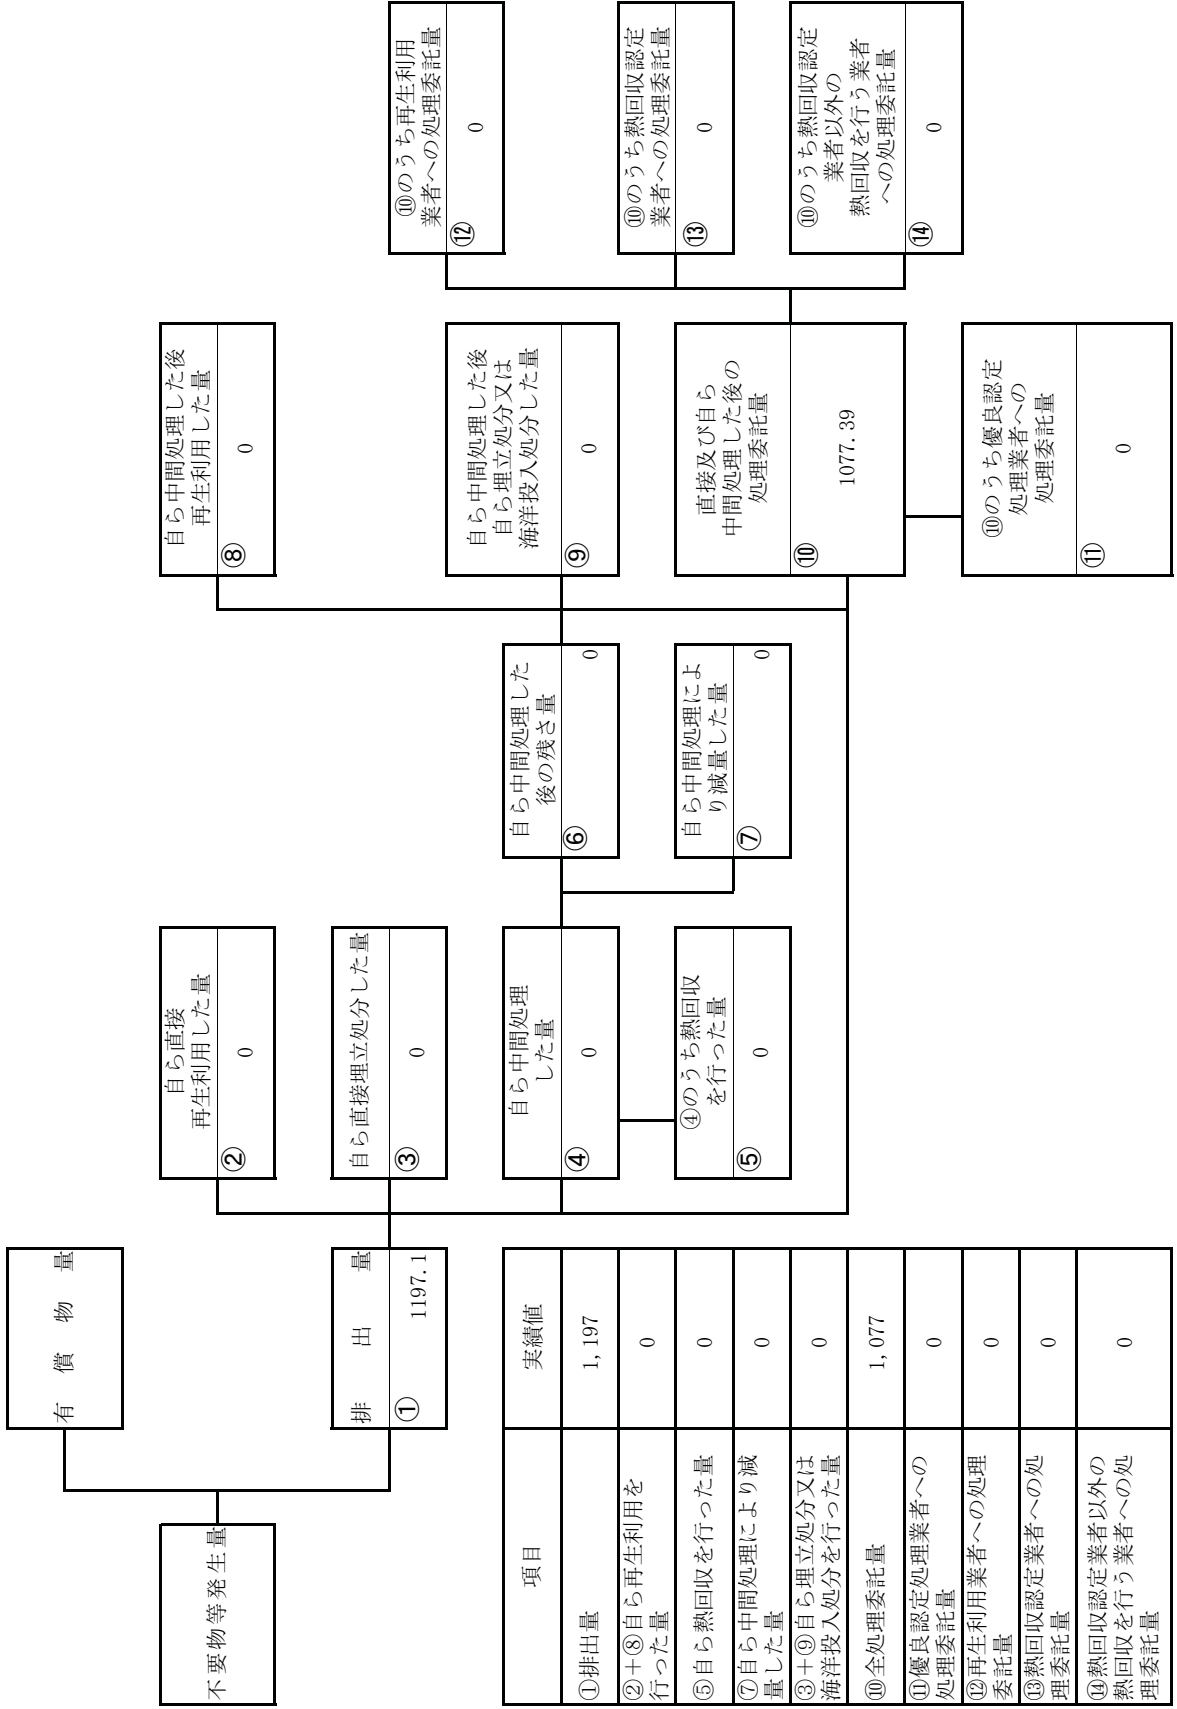 不要物等発生量
有償物量
排出量
①
1197.1
自ら直接
再生利用した量
②
0
自ら直接埋立処分した量
③
0
自ら中間処理
した量
④
0
④のうち熱回収
を行った量
⑤
0
自ら中間処理した
後の残さ量
⑥
0
自ら中間処理によ
り減量した量
⑦
0
自ら中間処理した後
再生利用した量
⑧
0
自ら中間処理した後
自ら埋立処分又は
海洋投入処分した量
⑨
0
直接及び自ら
中間処理した後の
処理委託量
⑩
1077.39
⑩のうち優良認定
処理業者への
処理委託量
⑪
0
⑩のうち再生利用
業者への処理委託量
⑫
0
⑩のうち熱回収認定
業者への処理委託量
⑬
0
⑩のうち熱回収認定
業者以外の
熱回収を行う業者
への処理委託量
⑭
0
項目 実績値
①排出量 1,197
②+⑧自ら再生利用を
行った量 0
⑤自ら熱回収を行った量 0
⑦自ら中間処理により減
量した量 0
③+⑨自ら埋立処分又は
海洋投入処分を行った量 0
⑩全処理委託量 1,077
⑪優良認定処理業者への
処理委託量 0
⑫再生利用業者への処理
委託量 0
⑬熱回収認定業者への処
理委託量 0
⑭熱回収認定業者以外の
熱回収を行う業者への処
理委託量 0